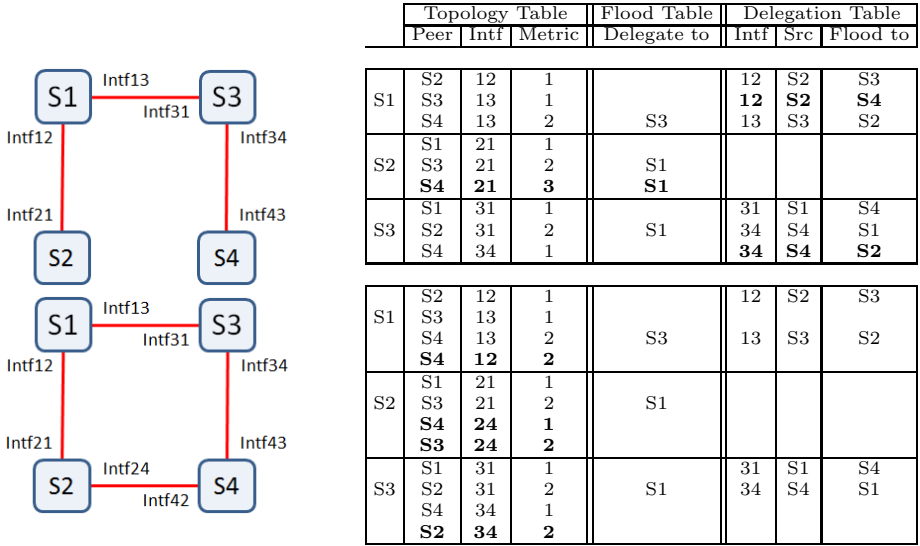 Intf13
S1 S3
Intf31
Intf12 Intf34
Intf21 Intf43
S2 S4
Intf13
S1 S3
Intf31
Intf12 Intf34
Intf21 Intf43
Intf24
S2 S4
Intf42
Topology Table Flood Table Delegation Table
Peer Intf Metric Delegate to Intf Src Flood to
S2 12 1 12 S2 S3
S1 S3 13 1 12 S2 S4
S4 13 2 S3 13 S3 S2
S1 21 1
S2 S3 21 2 S1
S4 21 3 S1
S1 31 1 31 S1 S4
S3 S2 31 2 S1 34 S4 S1
S4 34 1 34 S4 S2
S2 12 1 12 S2 S3
S1 S3 13 1
S4 13 2 S3 13 S3 S2
S4 12 2
S1 21 1
S2 S3 21 2 S1
S4 24 1
S3 24 2
S1 31 1 31 S1 S4
S3 S2 31 2 S1 34 S4 S1
S4 34 1
S2 34 2